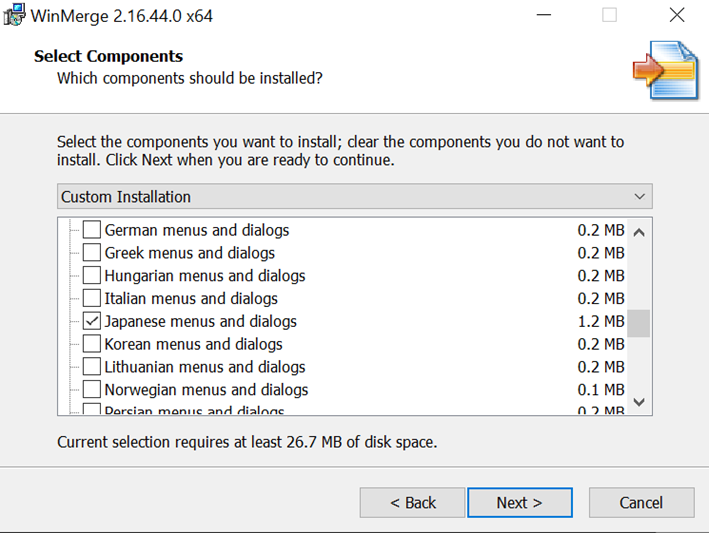 WinMerge 2.16.44.0 x64
Select Components
Which components should be installed?
Select the components you want to install; clear the components you do not want to
install. Click Next when you are ready to continue.
Custom Installation
German menus and dialogs 0.2 MB
Greek menus and dialogs 0.2 MB
Hungarian menus and dialogs 0.2 MB
Italian menus and dialogs 0.2 MB
Japanese menus and dialogs 1.2 MB
Korean menus and dialogs 0.2 MB
Lithuanian menus and dialogs 0.2 MB
Norwegian menus and dialogs 0.1 MB
Persian menus and dialogs 0.2 MB
Current selection requires at least 26.7 MB of disk space.
< Back Next > Cancel